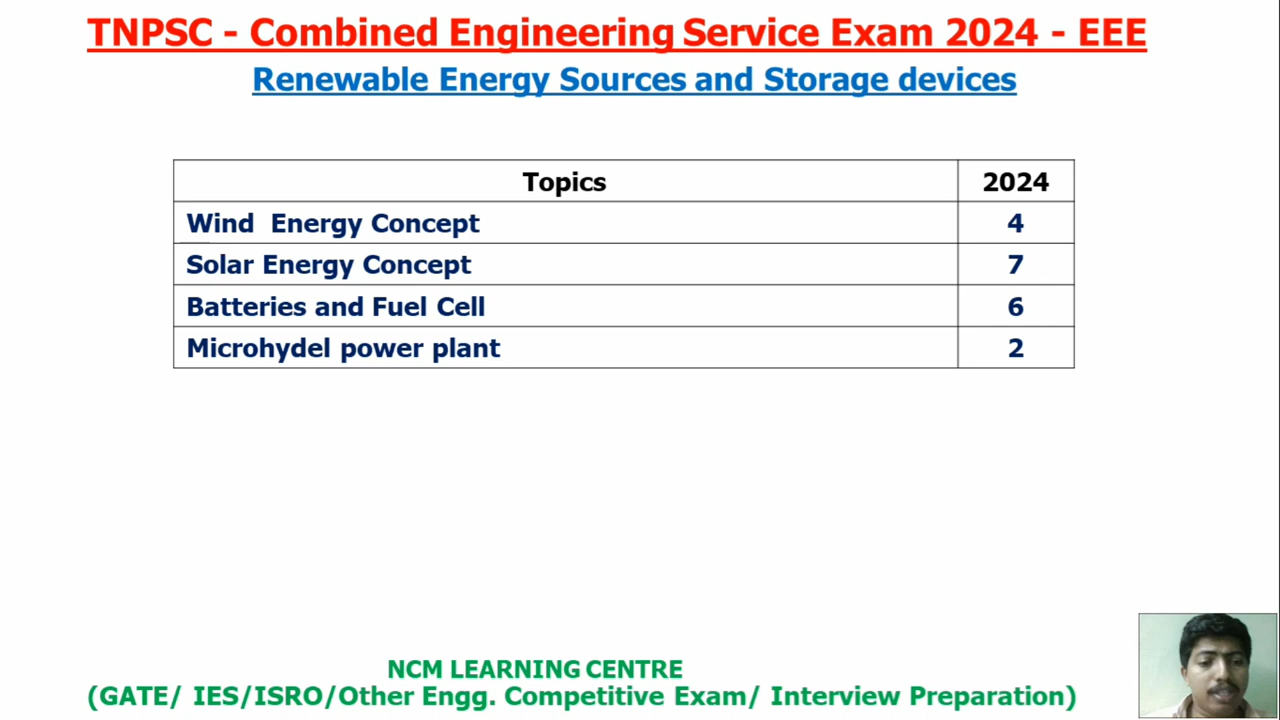 TNPSC - Combined Engineering Service Exam 2024 - EEE
Renewable Energy Sources and Storage devices
Topics 2024
Wind Energy Concept 4
Solar Energy Concept 7
Batteries and Fuel Cell 6
Microhydel power plant 2
NCM LEARNING CENTRE
(GATE/ IES/ISRO/Other Engg. Competitive Exam/ Interview Preparation)